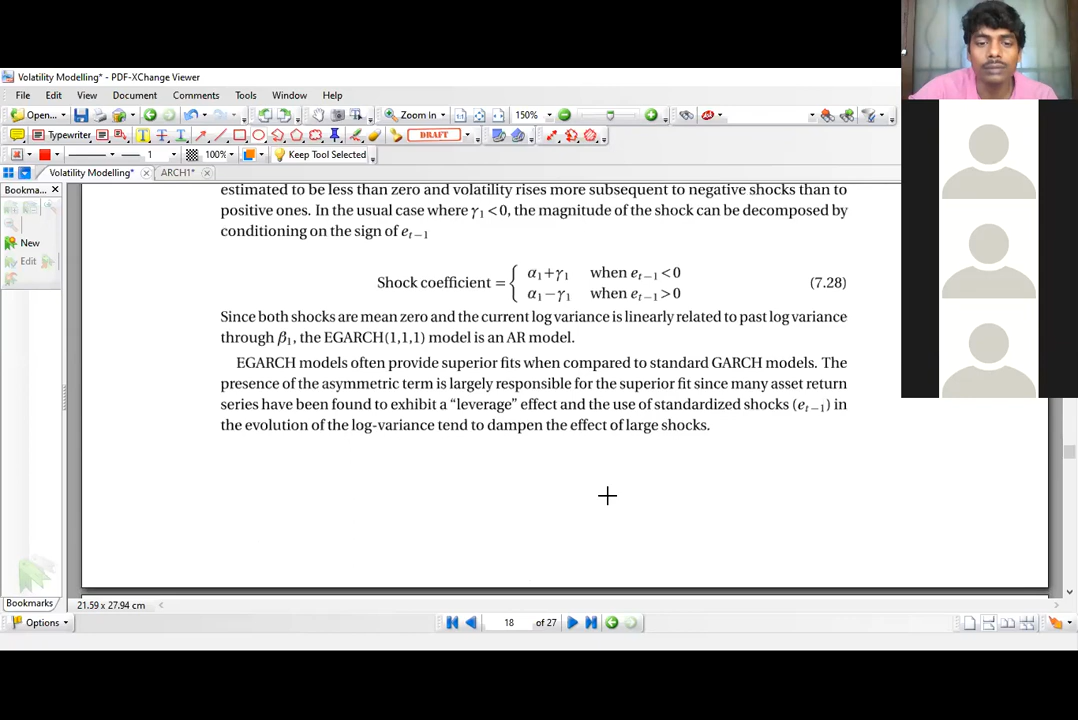 Volatility Modelling* - PDF-XChange Viewer
File Edit View Document Comments Tools Window Help
Open... Zoom In 150%
Typewriter DRAFT
1 100% Keep Tool Selected
Volatility Modelling* ARCH1*
Bookma...
New
Edit
estimated to be less than zero and volatility rises more subsequent to negative shocks than to
positive ones. In the usual case where γ₁<0, the magnitude of the shock can be decomposed by
conditioning on the sign of eₜ₋₁
Shock coefficient = { α₁+γ₁ when eₜ₋₁<0
α₁−γ₁ when eₜ₋₁>0 (7.28)
Since both shocks are mean zero and the current log variance is linearly related to past log variance
through β₁, the EGARCH(1,1,1) model is an AR model.
EGARCH models often provide superior fits when compared to standard GARCH models. The
presence of the asymmetric term is largely responsible for the superior fit since many asset return
series have been found to exhibit a “leverage” effect and the use of standardized shocks (eₜ₋₁) in
the evolution of the log-variance tend to dampen the effect of large shocks.
Bookmarks
21.59 x 27.94 cm
Options 18 of 27